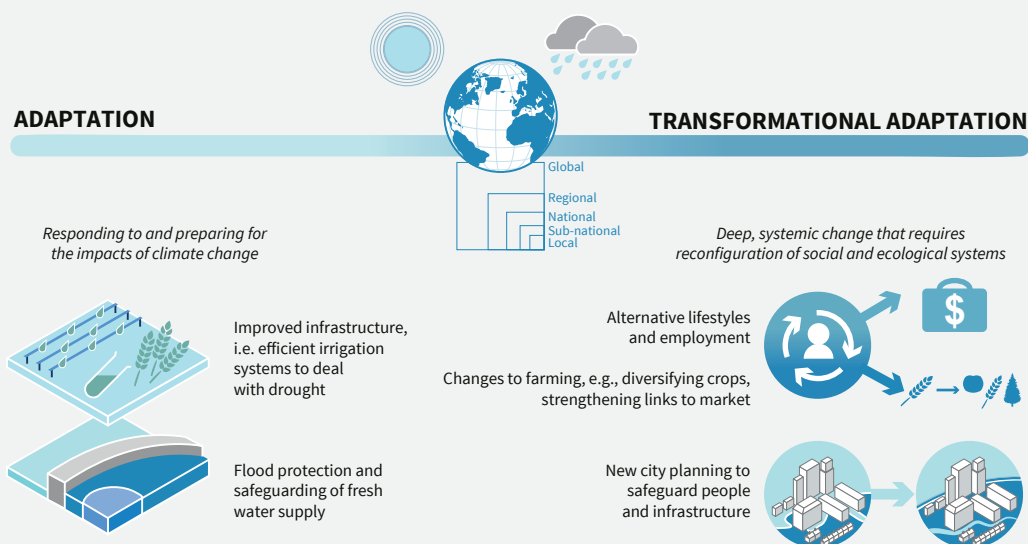 ADAPTATION
TRANSFORMATIONAL ADAPTATION
Global
Regional
National
Sub-national
Local
Responding to and preparing for
the impacts of climate change
Deep, systemic change that requires
reconfiguration of social and ecological systems
Improved infrastructure,
i.e. efficient irrigation
systems to deal
with drought
Flood protection and
safeguarding of fresh
water supply
Alternative lifestyles
and employment
$
Changes to farming, e.g., diversifying crops,
strengthening links to market
New city planning to
safeguard people
and infrastructure